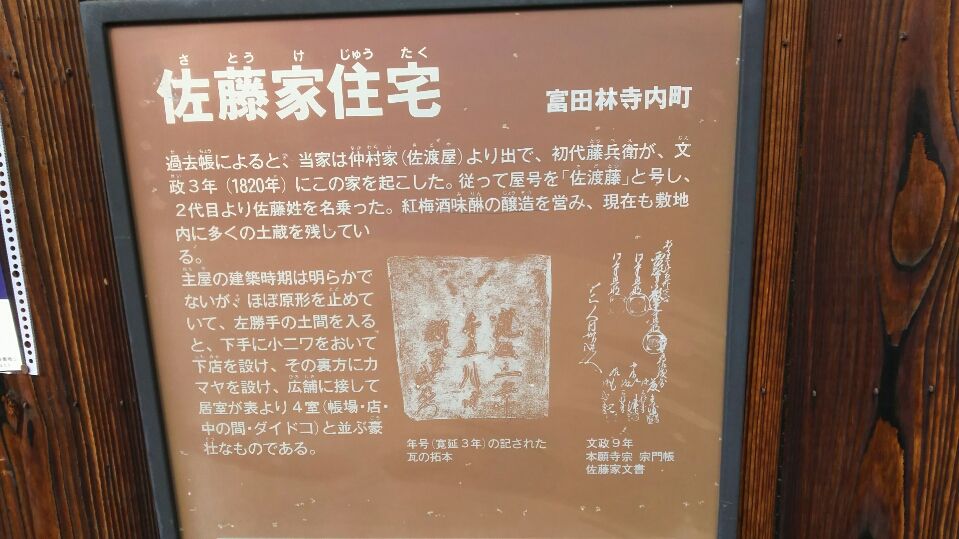 さとうけじゅうたく
佐藤家住宅
富田林寺内町
過去帳によると、当家は仲村家(佐渡屋)より出で、初代藤兵衛が、文
政3年(1820年)にこの家を起こした。従って屋号を「佐渡藤」と号し、
2代目より佐藤姓を名乗った。紅梅酒味醂の醸造を営み、現在も敷地
内に多くの土蔵を残してい
る。
主屋の建築時期は明らかで
ないが、ほぼ原形を止めて
いて、左勝手の土間を入る
と、下手に小二ワをおいて
下店を設け、その裏方にカ
マヤを設け、広舗に接して
居室が表より4室(帳場・店・
中の間・ダイドコ)と並ぶ豪
壮なものである。
年号(寛延3年)の記された
瓦の拓本
文政9年
本願寺宗 宗門帳
佐藤家文書